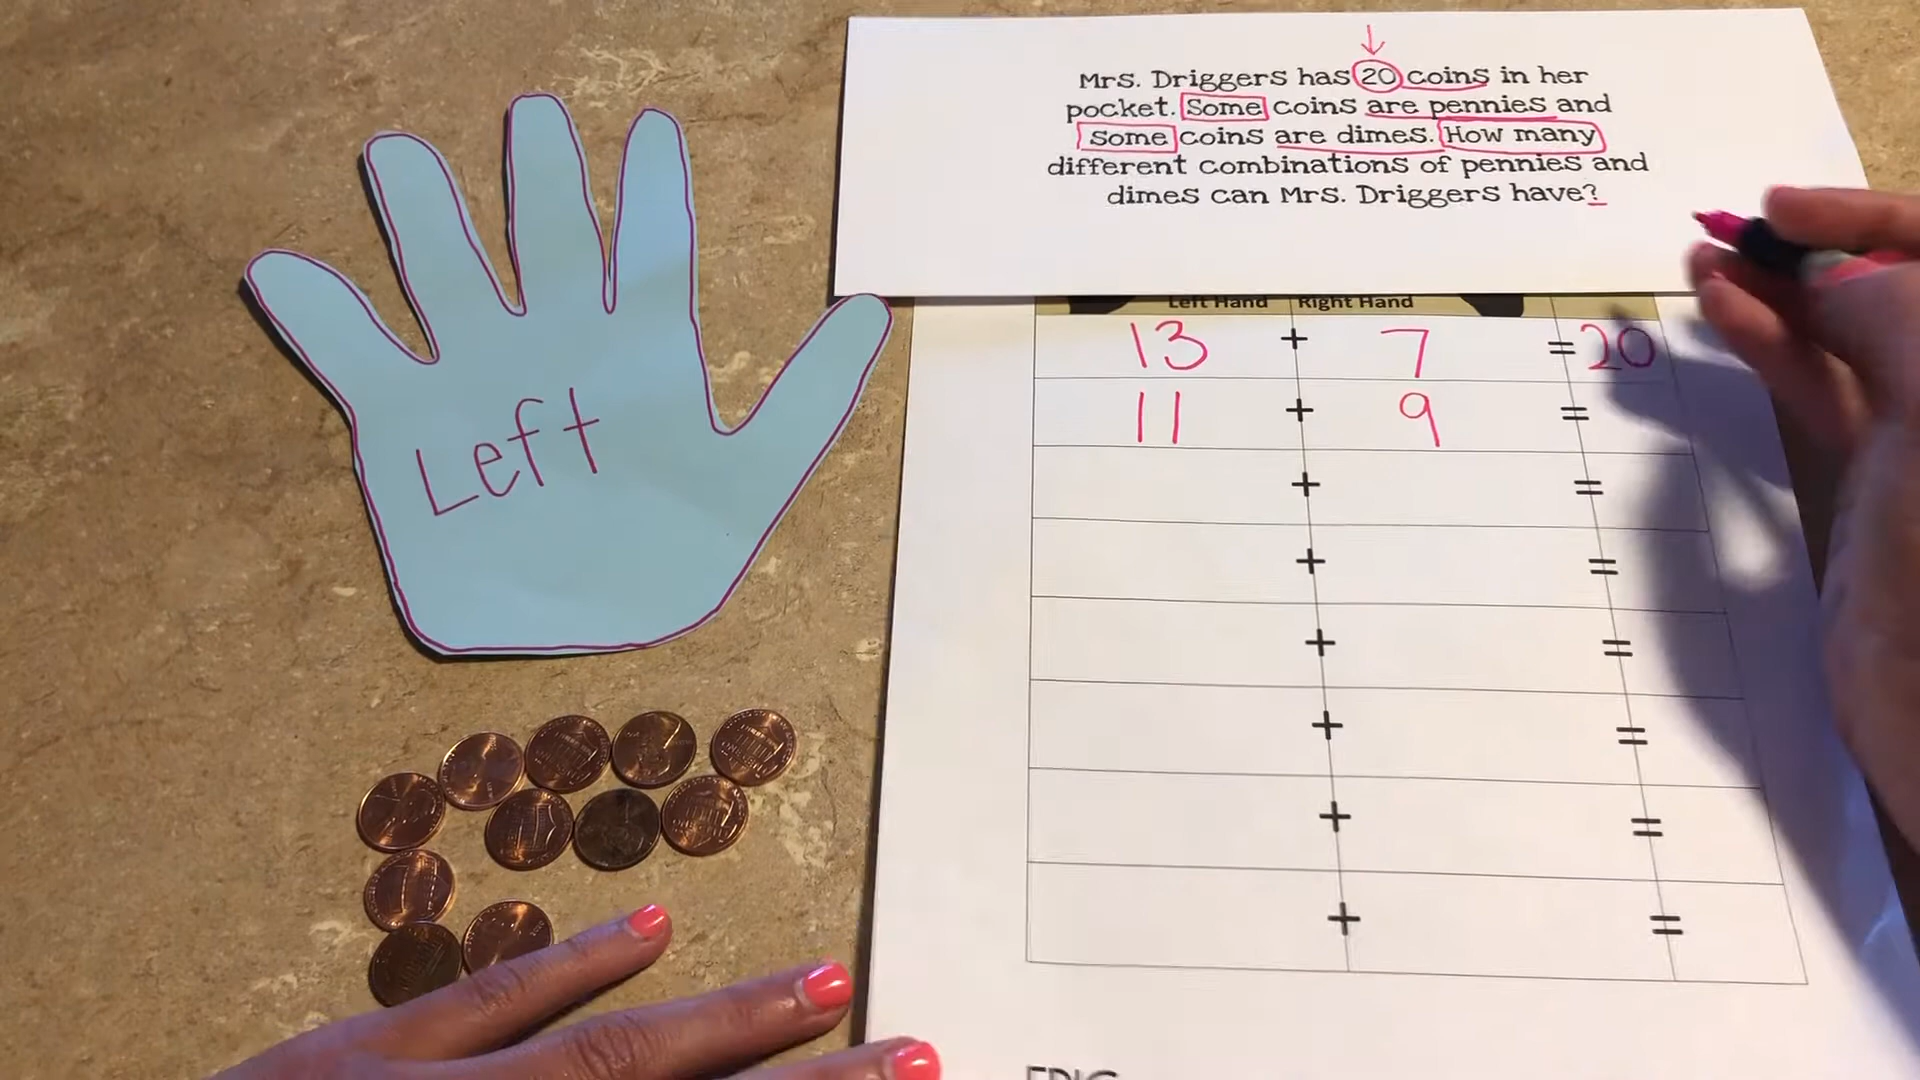 Mrs. Driggers has 20 coins in her
pocket. Some coins are pennies and
some coins are dimes. How many
different combinations of pennies and
dimes can Mrs. Driggers have?
Left
Left Hand Right Hand
13 + 7 = 20
11 + 9 =
+ =
+ =
+ =
+ =
+ =
+ =